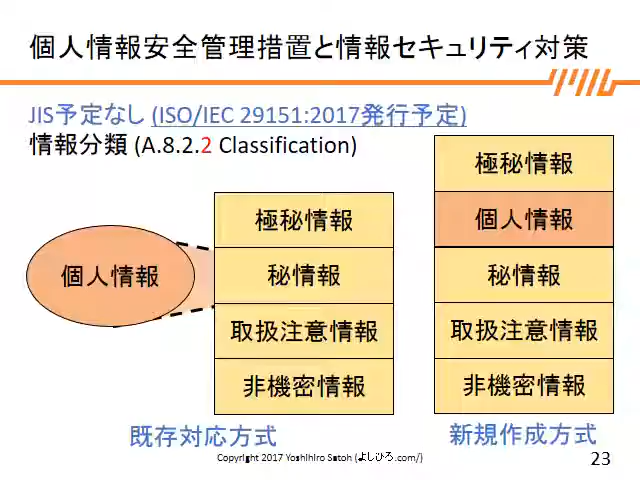 個人情報安全管理措置と情報セキュリティ対策
JIS予定なし (ISO/IEC 29151:2017発行予定)
情報分類 (A.8.2.2 Classification)
個人情報
極秘情報
秘情報
取扱注意情報
非機密情報
既存対応方式
極秘情報
個人情報
秘情報
取扱注意情報
非機密情報
新規作成方式
Copyright 2017 Yoshihiro Satoh (よしひろ.com/)
23